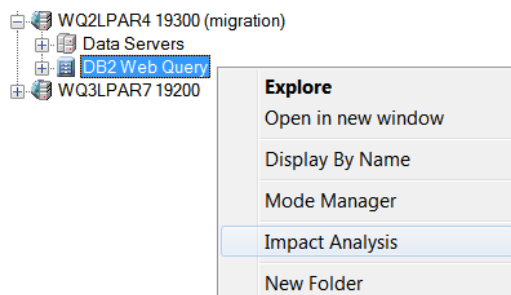 WQ2LPAR4 19300 (migration)
Data Servers
DB2 Web Query
WQ3LPAR7 19200
Explore
Open in new window
Display By Name
Mode Manager
Impact Analysis
New Folder